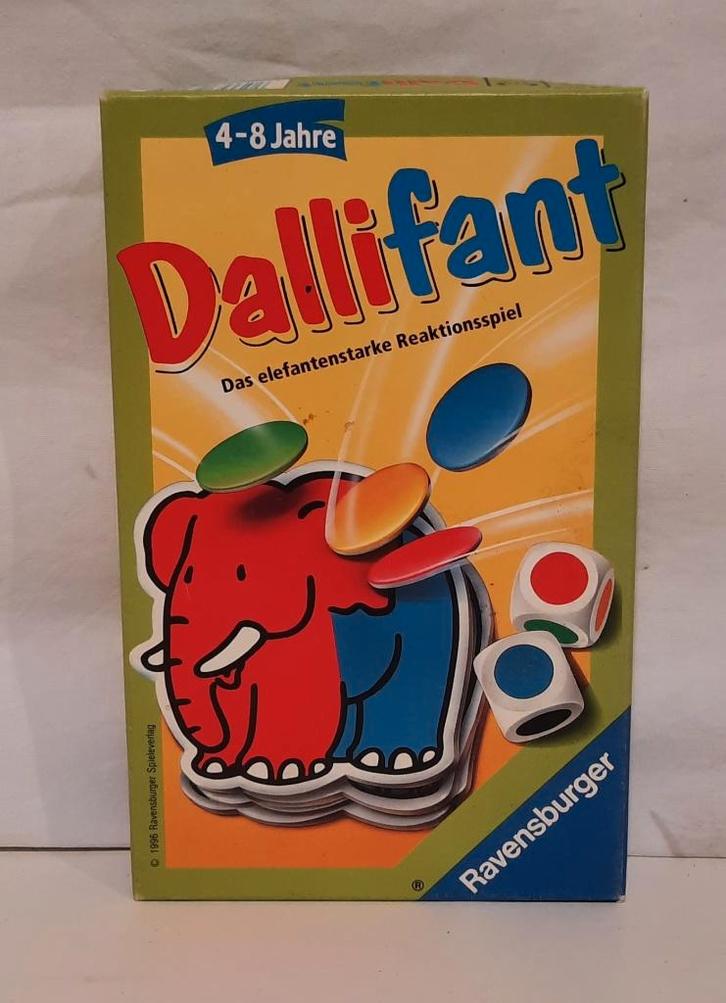 4-8 Jahre
Dallifant
Das elefantenstarke Reaktionsspiel
© 1996 Ravensburger Spieleverlag
®
Ravensburger